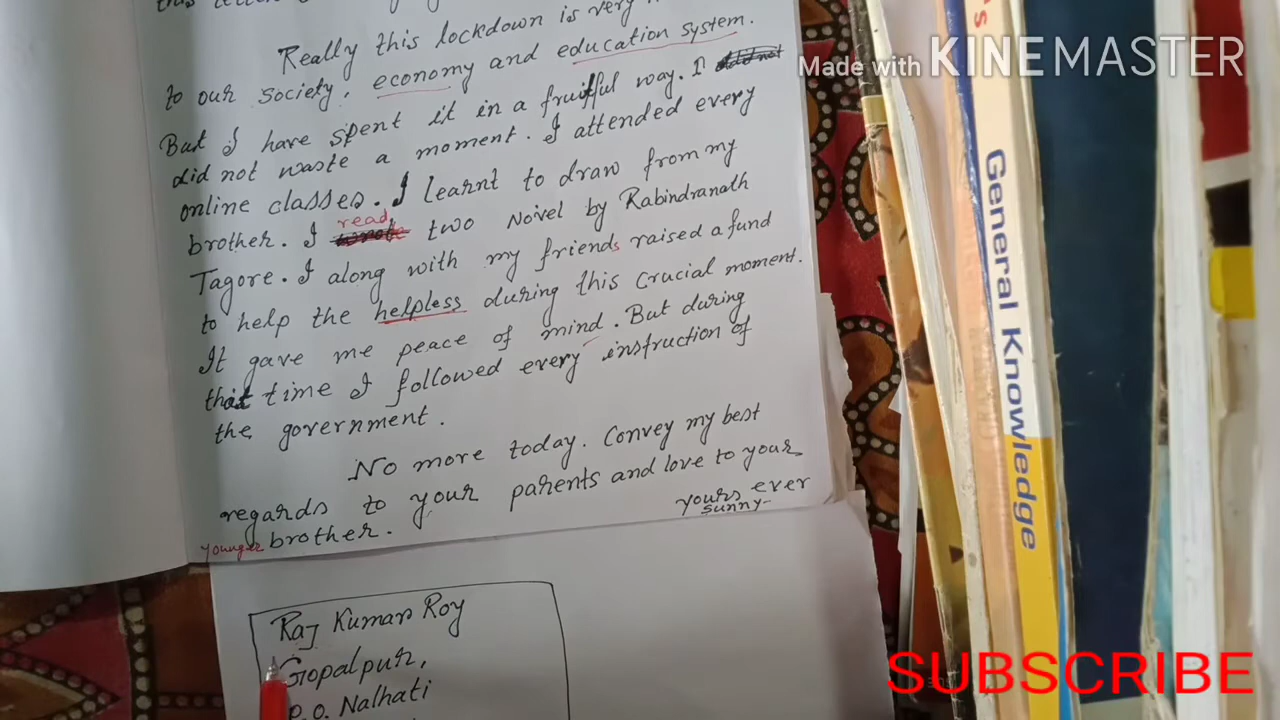 this letter
Really this lockdown is very
to our society, economy and education system.
But I have spent it in a fruitful way. I did not
did not waste a moment. I attended every
online classes. I learnt to draw from my
brother. I read two Novel by Rabindranath
Tagore. I along with my friends raised a fund
to help the helpless during this crucial moment.
It gave me peace of mind. But during
that time I followed every instruction of
the government.
No more today. Convey my best
regards to your parents and love to your
younger brother.
yours ever
sunny
Raj Kumar Roy
Gopalpur,
P.O. Nalhati
General Knowledge
Made with KINEMASTER
SUBSCRIBE